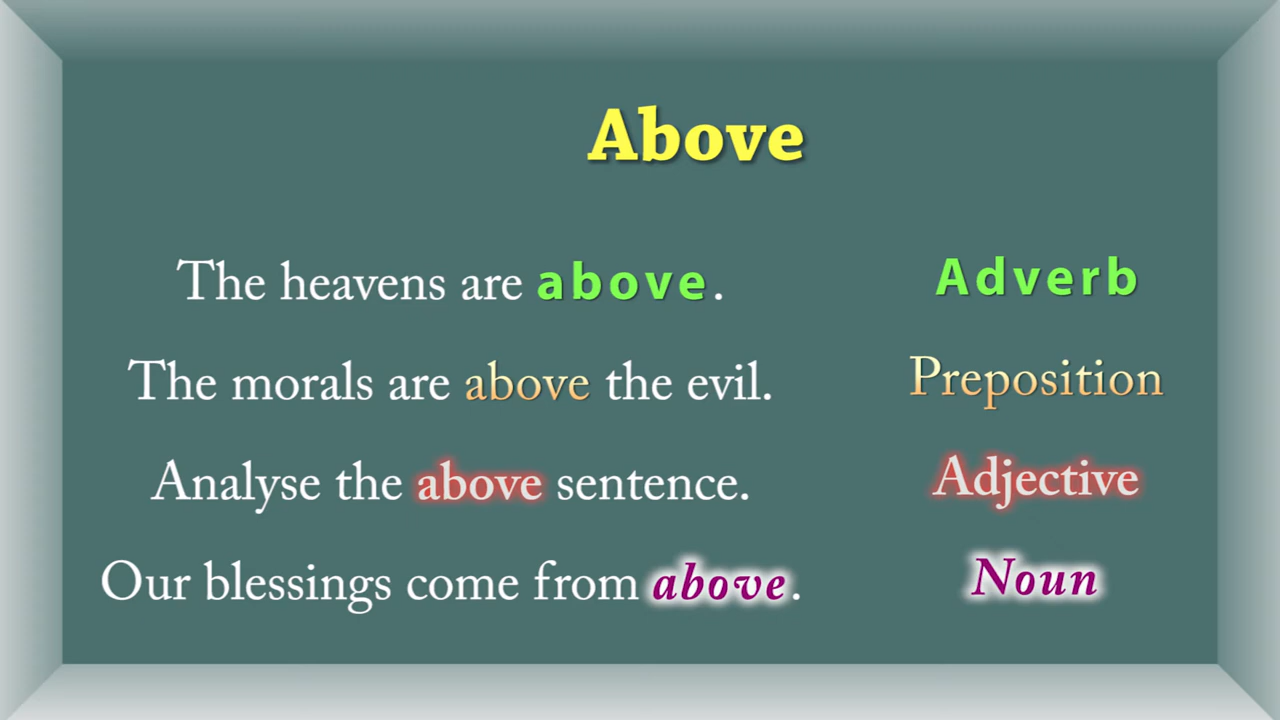 Above
The heavens are above. Adverb
The morals are above the evil. Preposition
Analyse the above sentence. Adjective
Our blessings come from above. Noun